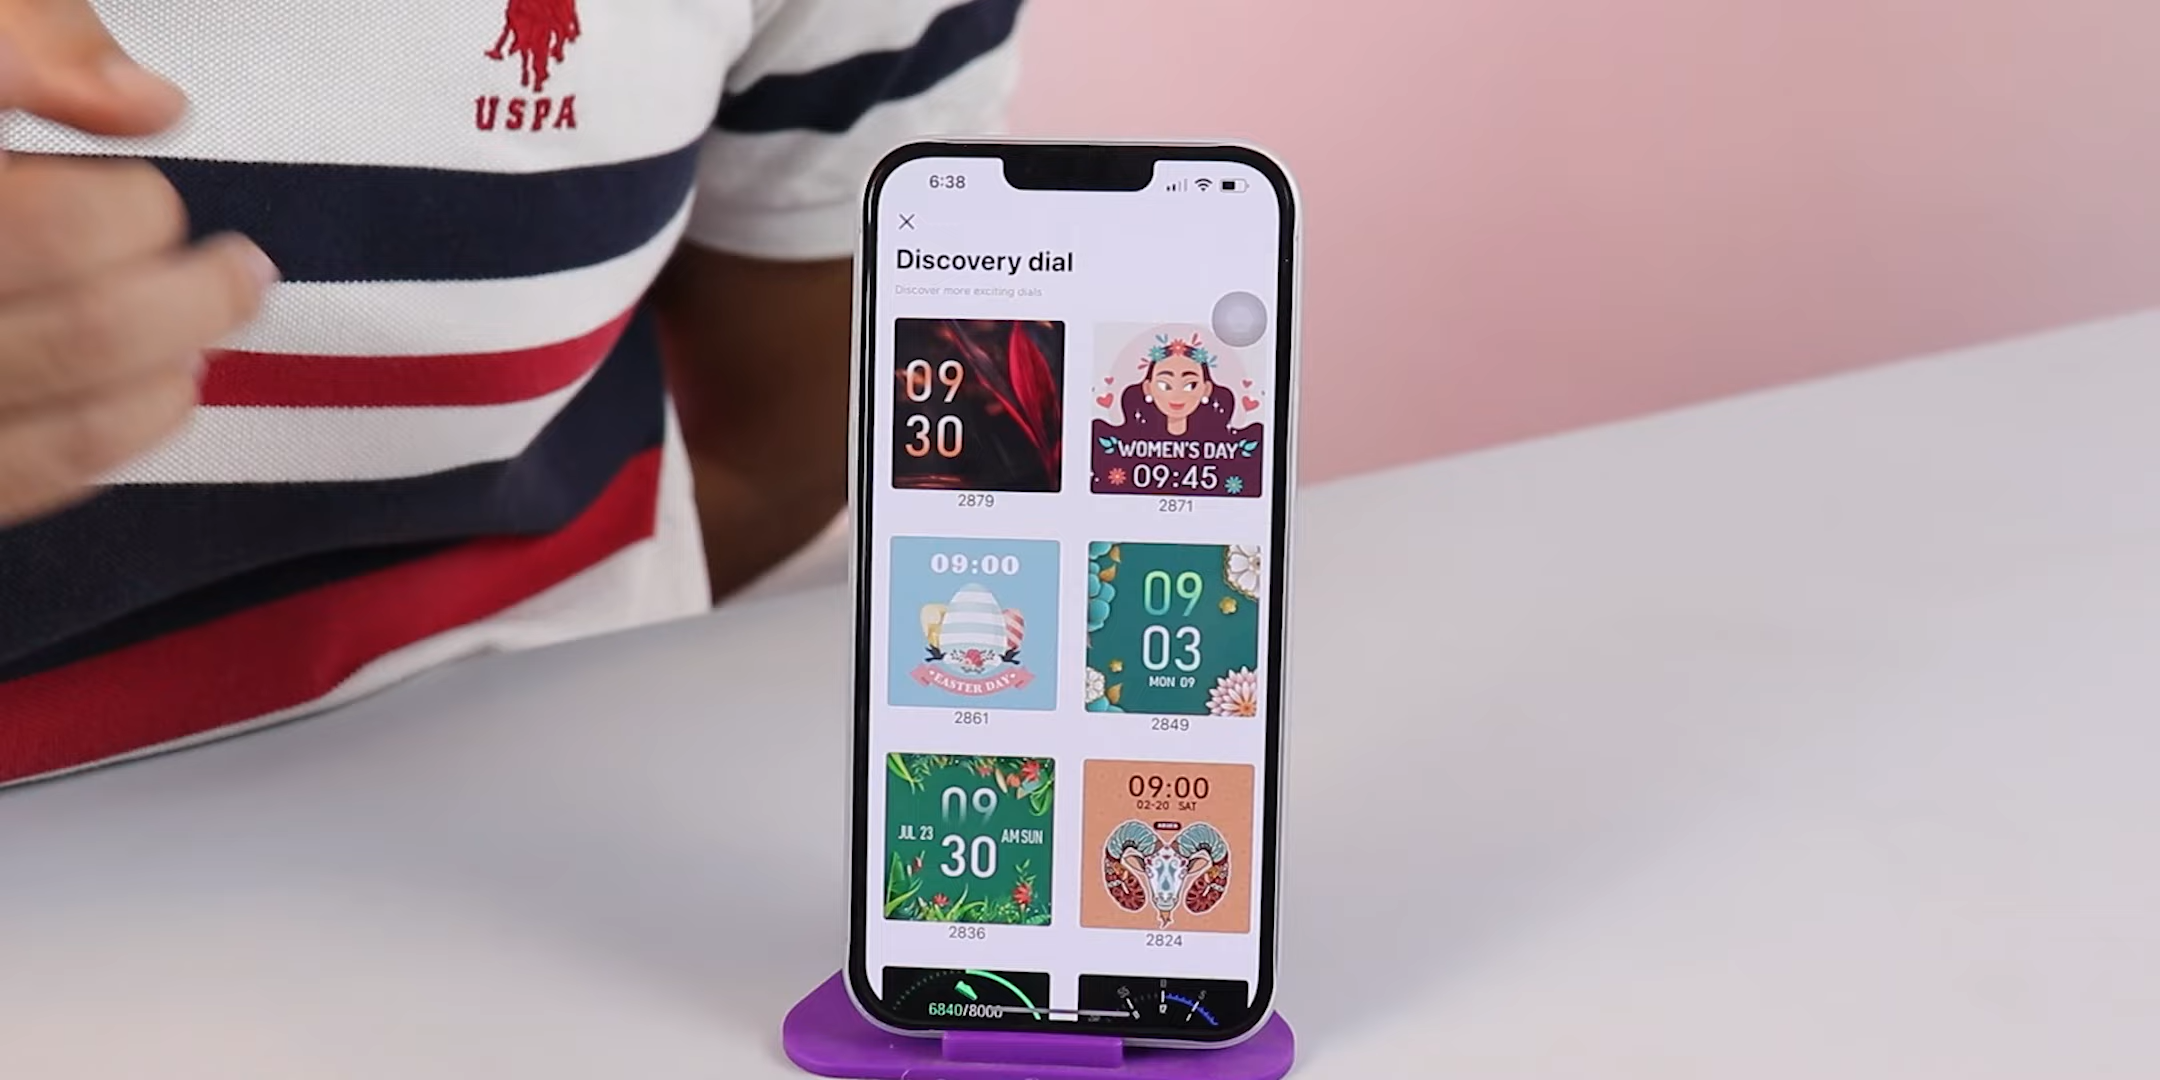 USPA
6:38
Discovery dial
Discover more exciting dials
09
30
2879
WOMEN'S DAY
09:45
2871
09:00
EASTER DAY
2861
09
03
MON 09
2849
09
JUL 23
AM SUN
30
2836
09:00
02-20 SAT
ARIES
2824
6840/8000